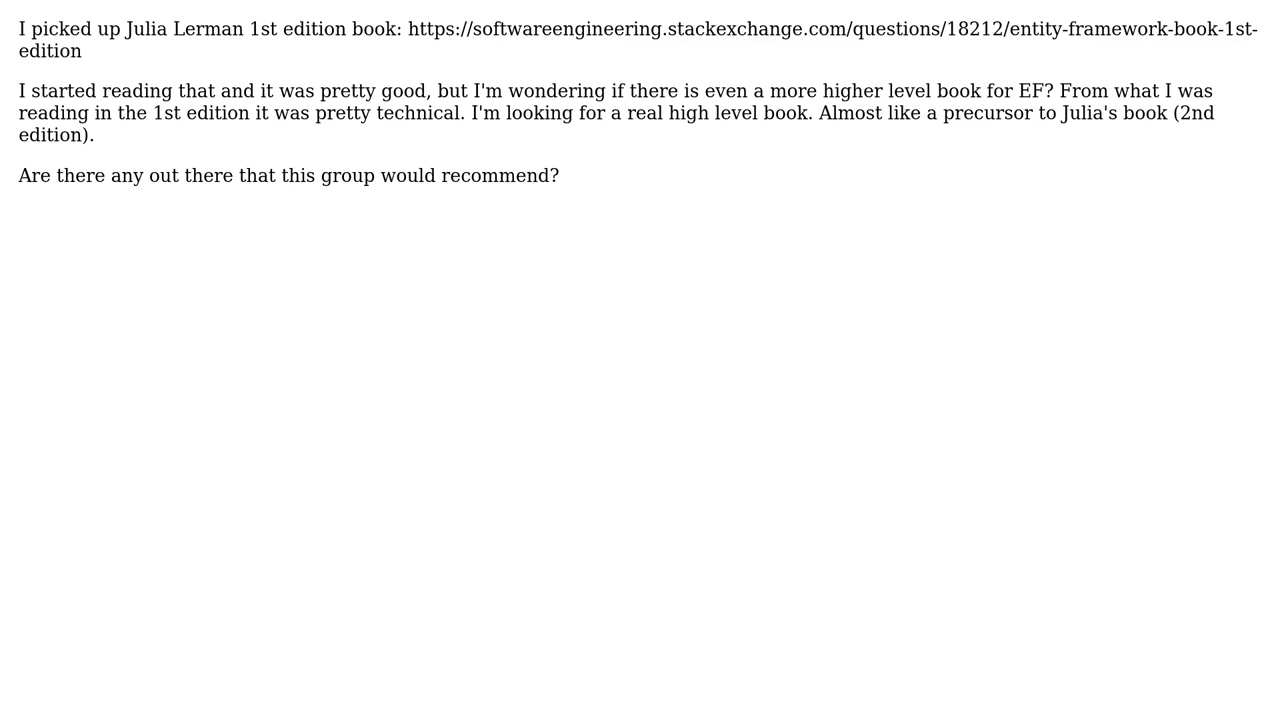 I picked up Julia Lerman 1st edition book: https://softwareengineering.stackexchange.com/questions/18212/entity-framework-book-1st-
edition
I started reading that and it was pretty good, but I'm wondering if there is even a more higher level book for EF? From what I was
reading in the 1st edition it was pretty technical. I'm looking for a real high level book. Almost like a precursor to Julia's book (2nd
edition).
Are there any out there that this group would recommend?